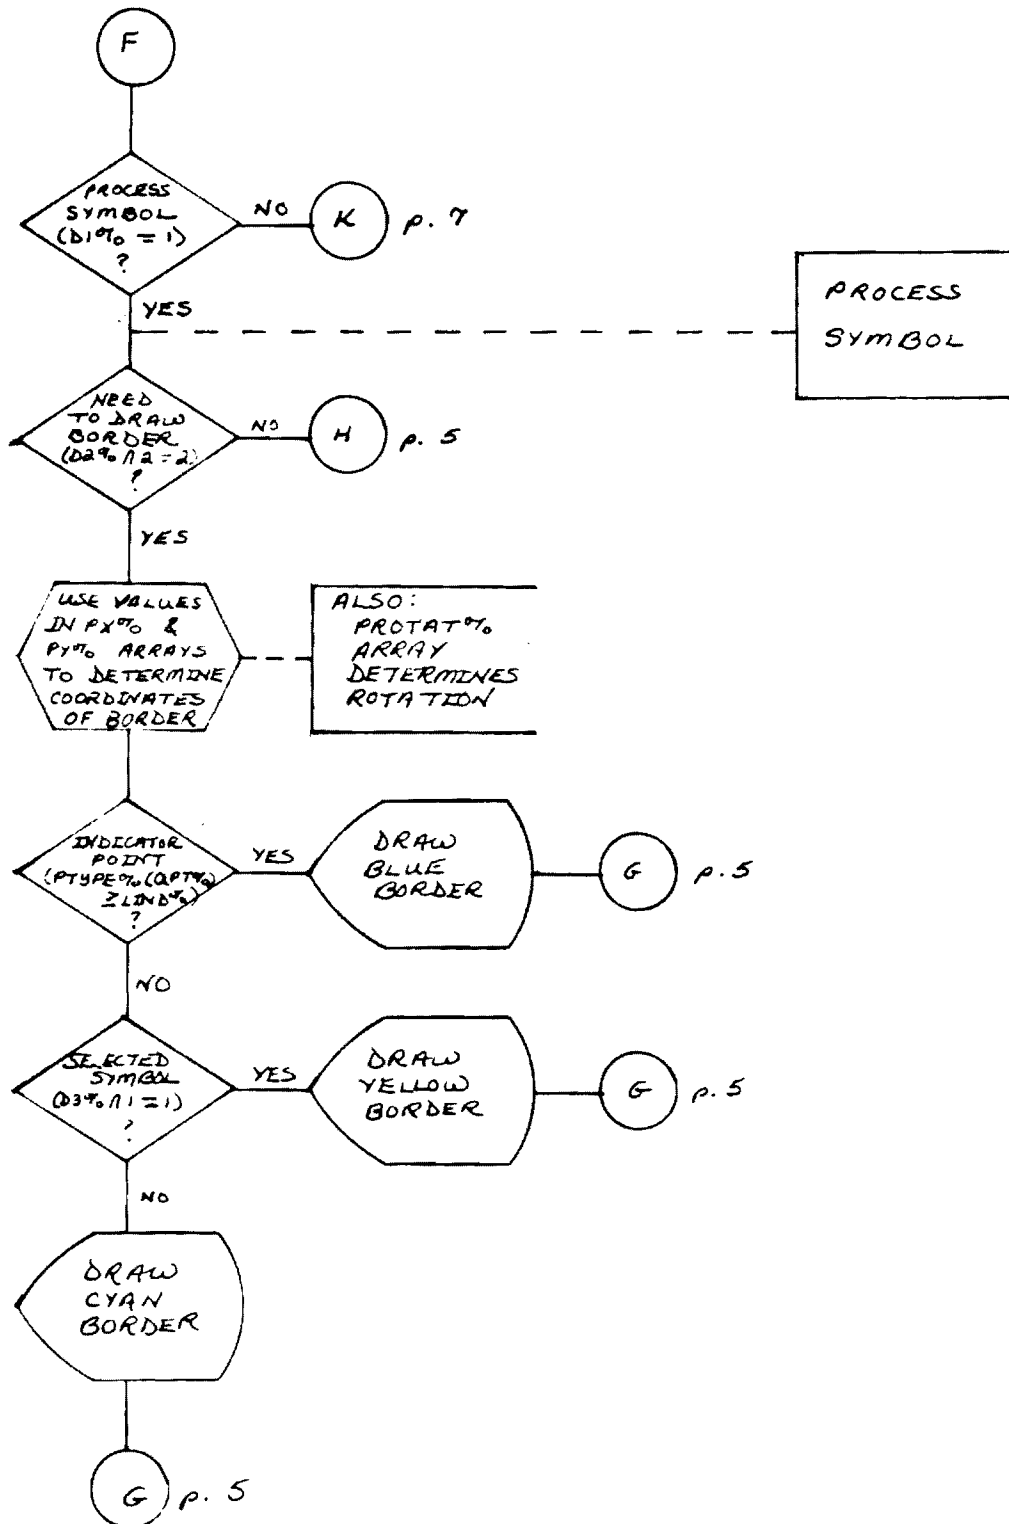 F
PROCESS
SYMBOL
(D1% = 1)
?
NO
K p. 7
YES
PROCESS
SYMBOL
NEED
TO DRAW
BORDER
(D2% ∩ 2 = 2)
?
NO
H p. 5
YES
USE VALUES
IN PX% &
PY% ARRAYS
TO DETERMINE
COORDINATES
OF BORDER
ALSO:
PROTAT%
ARRAY
DETERMINES
ROTATION
INDICATOR
POINT
(PTYPE%(QPT%)
ZLIND%)
?
YES
DRAW
BLUE
BORDER
G p. 5
NO
SELECTED
SYMBOL
(D3% ∩ 1 = 1)
?
YES
DRAW
YELLOW
BORDER
G p. 5
NO
DRAW
CYAN
BORDER
G p. 5